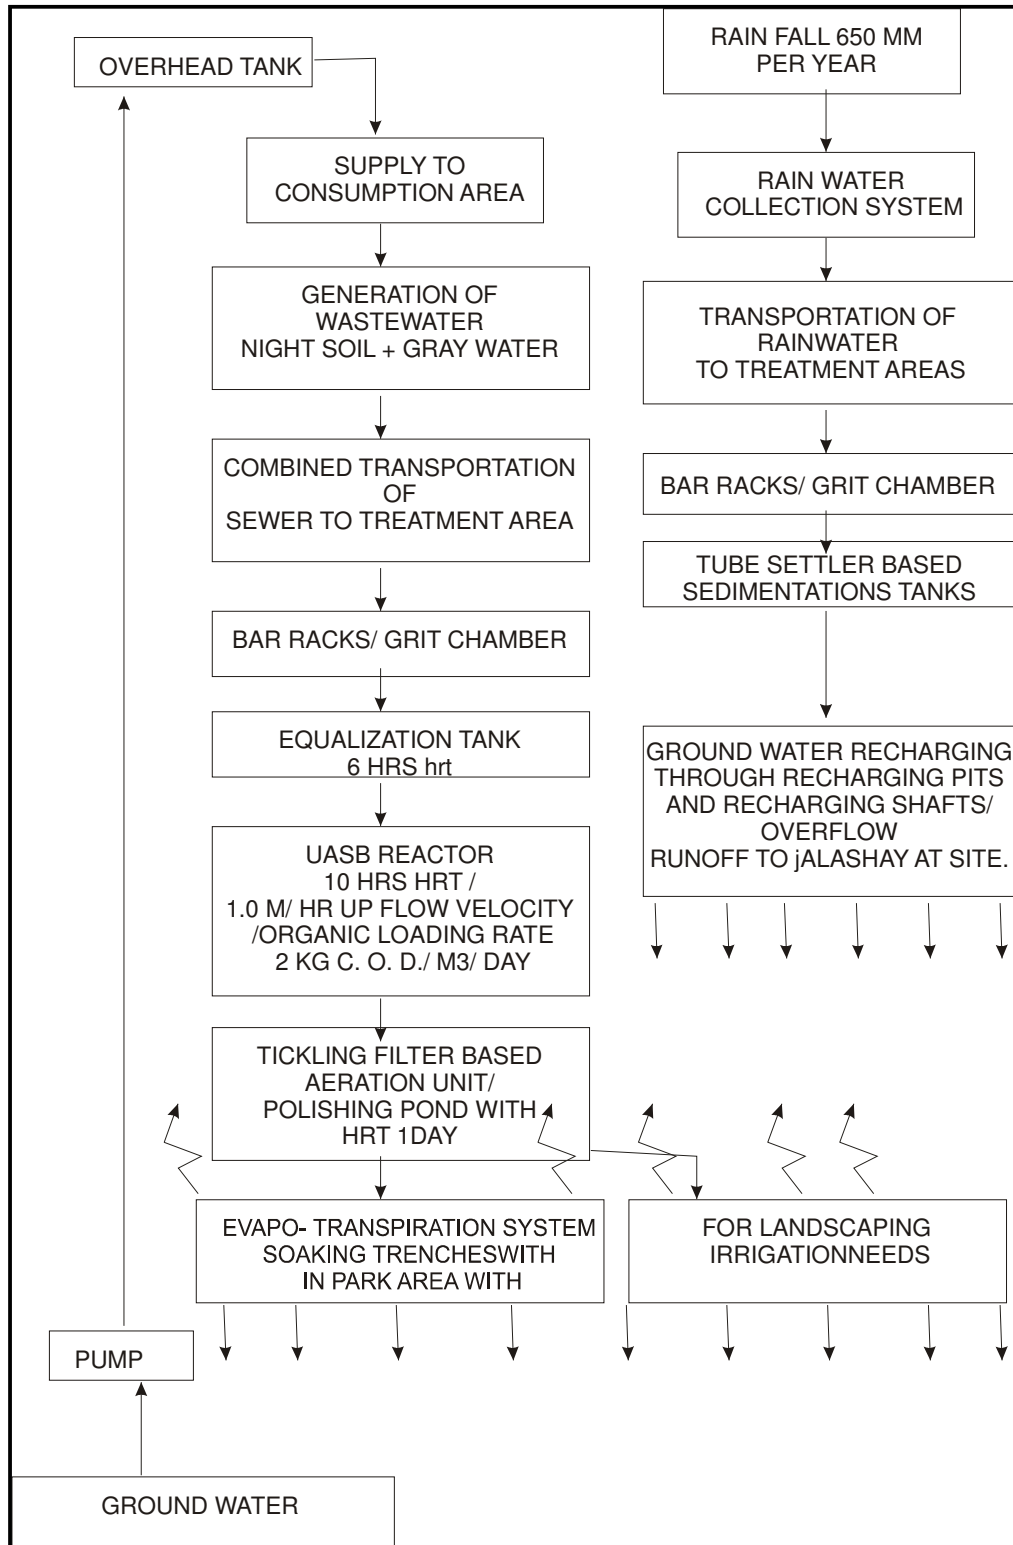 OVERHEAD TANK
SUPPLY TO
CONSUMPTION AREA
GENERATION OF
WASTEWATER
NIGHT SOIL + GRAY WATER
COMBINED TRANSPORTATION
OF
SEWER TO TREATMENT AREA
BAR RACKS/ GRIT CHAMBER
EQUALIZATION TANK
6 HRS hrt
UASB REACTOR
10 HRS HRT /
1.0 M/ HR UP FLOW VELOCITY
/ORGANIC LOADING RATE
2 KG C. O. D./ M3/ DAY
TICKLING FILTER BASED
AERATION UNIT/
POLISHING POND WITH
HRT 1DAY
EVAPO- TRANSPIRATION SYSTEM
SOAKING TRENCHESWITH
IN PARK AREA WITH
PUMP
GROUND WATER
RAIN FALL 650 MM
PER YEAR
RAIN WATER
COLLECTION SYSTEM
TRANSPORTATION OF
RAINWATER
TO TREATMENT AREAS
BAR RACKS/ GRIT CHAMBER
TUBE SETTLER BASED
SEDIMENTATIONS TANKS
GROUND WATER RECHARGING
THROUGH RECHARGING PITS
AND RECHARGING SHAFTS/
OVERFLOW
RUNOFF TO jALASHAY AT SITE.
FOR LANDSCAPING
IRRIGATIONNEEDS